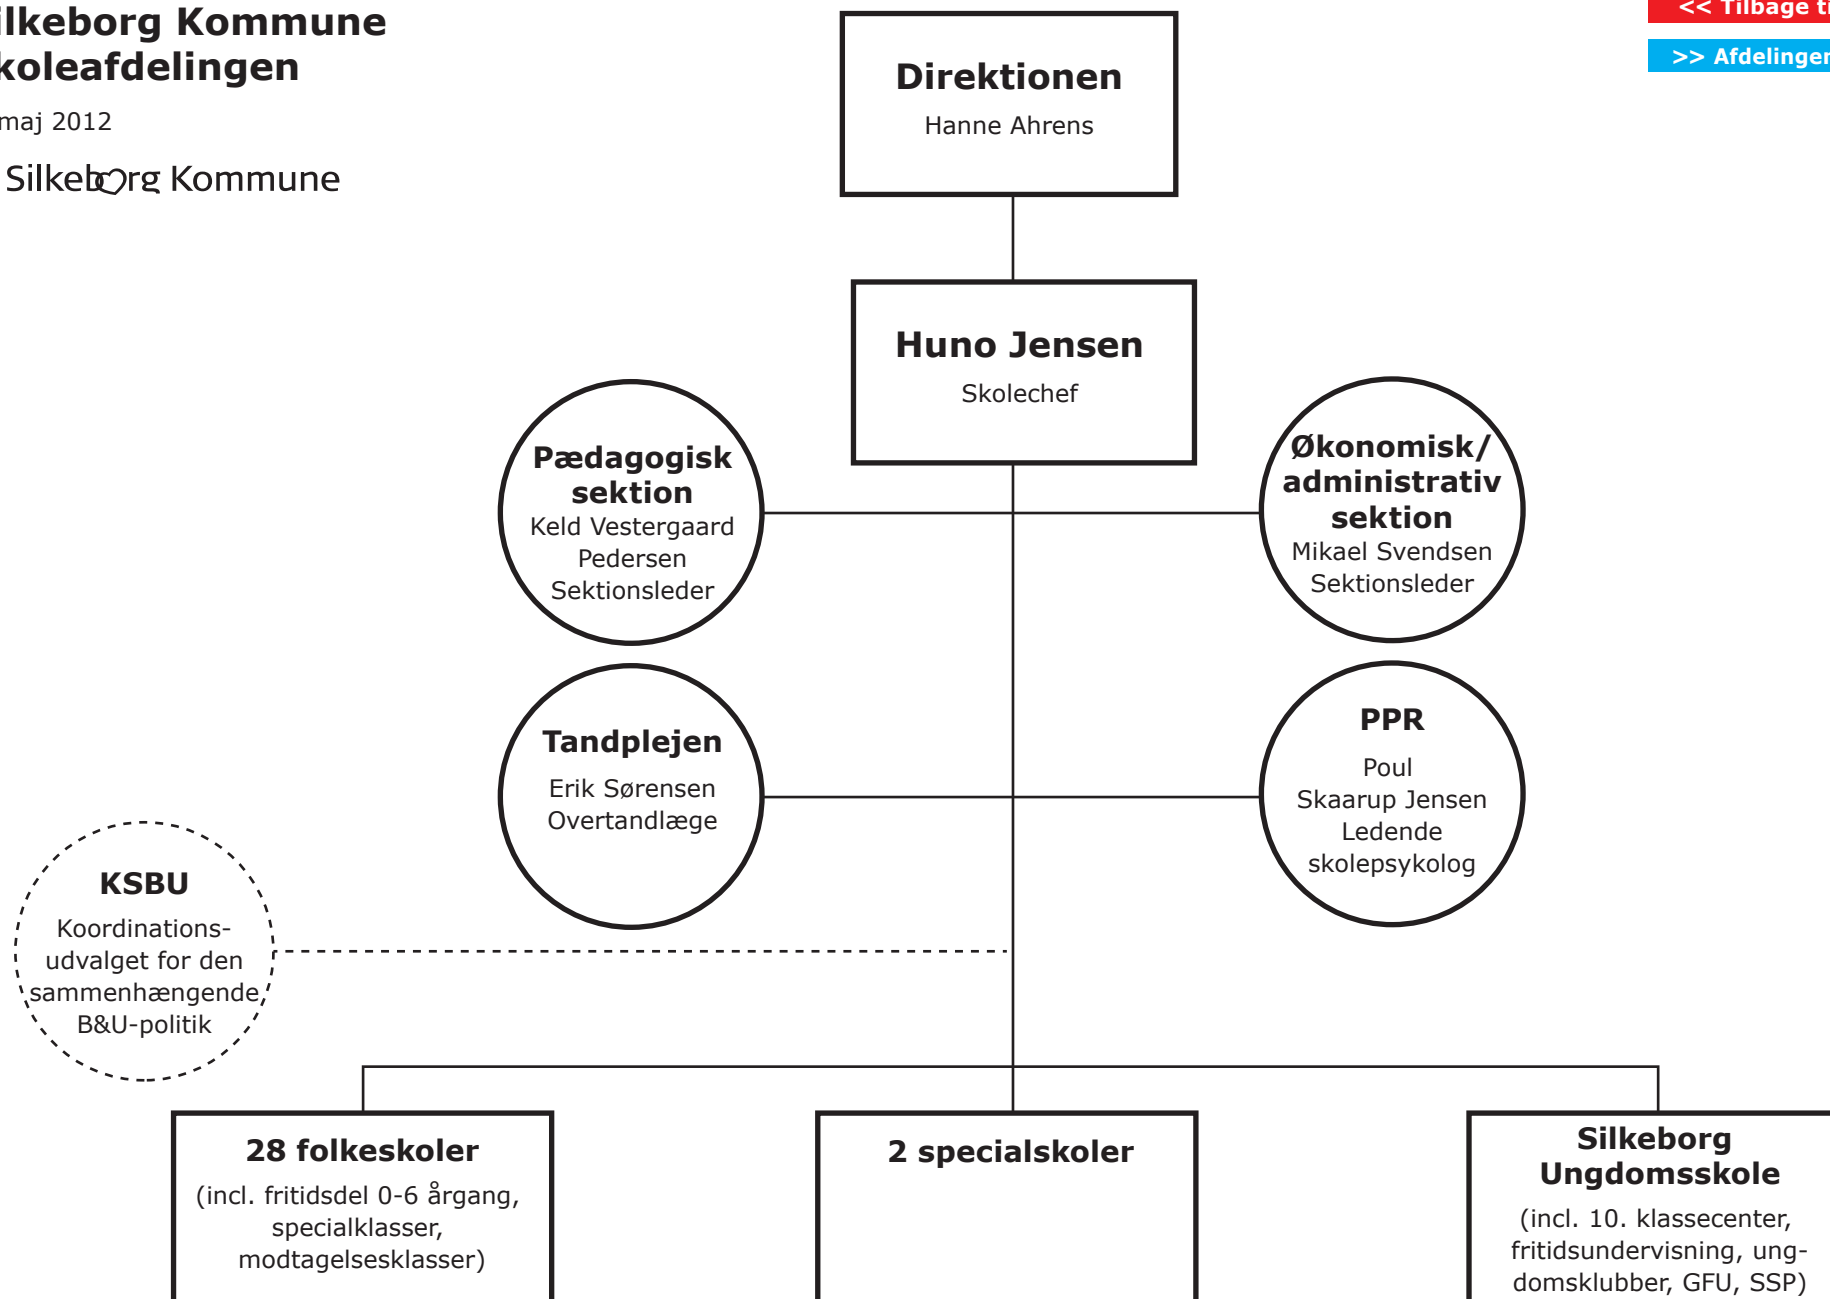 ilkeborg Kommune
koleafdelingen
maj 2012
Silkeborg Kommune
<< Tilbage ti
>> Afdelinger
Direktionen
Hanne Ahrens
Huno Jensen
Skolechef
Pædagogisk
sektion
Keld Vestergaard
Pedersen
Sektionsleder
Økonomisk/
administrativ
sektion
Mikael Svendsen
Sektionsleder
Tandplejen
Erik Sørensen
Overtandlæge
PPR
Poul
Skaarup Jensen
Ledende
skolepsykolog
KSBU
Koordinations-
udvalget for den
sammenhængende
B&U-politik
28 folkeskoler
(incl. fritidsdel 0-6 årgang,
specialklasser,
modtagelsesklasser)
2 specialskoler
Silkeborg
Ungdomsskole
(incl. 10. klassecenter,
fritidsundervisning, ung-
domsklubber, GFU, SSP)